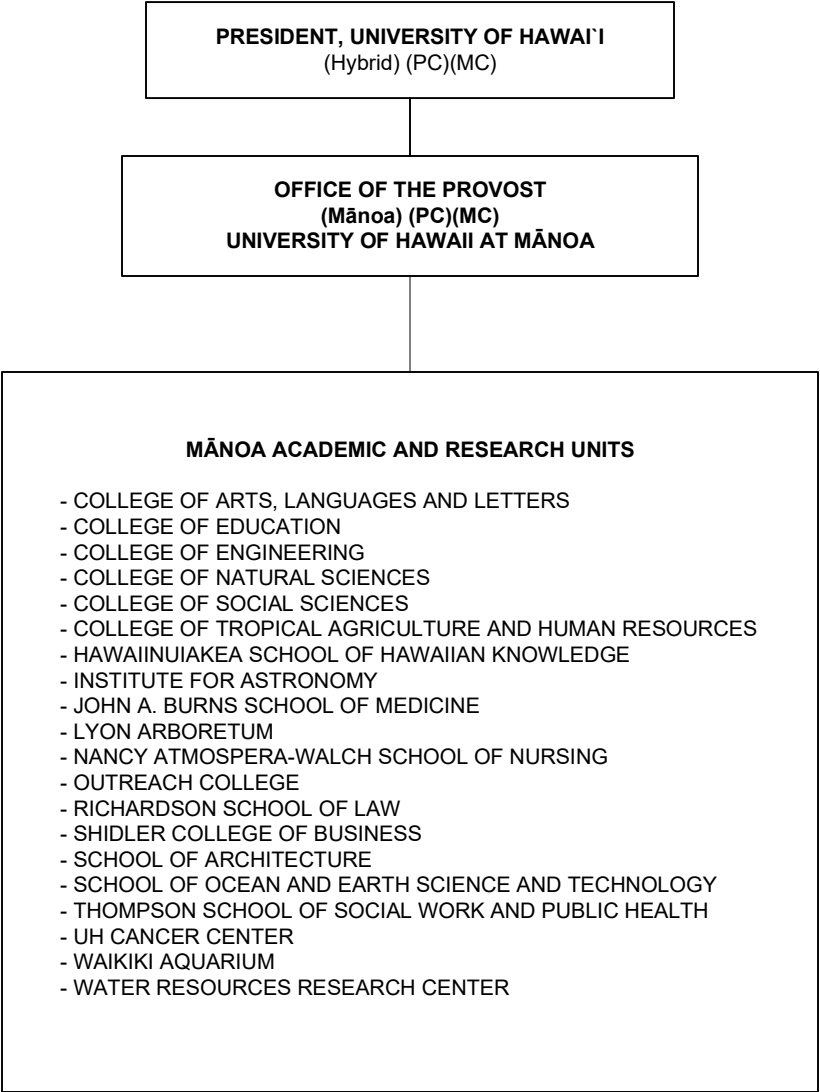 PRESIDENT, UNIVERSITY OF HAWAI`I
(Hybrid) (PC)(MC)
OFFICE OF THE PROVOST
(Mānoa) (PC)(MC)
UNIVERSITY OF HAWAII AT MĀNOA
MĀNOA ACADEMIC AND RESEARCH UNITS
- COLLEGE OF ARTS, LANGUAGES AND LETTERS
- COLLEGE OF EDUCATION
- COLLEGE OF ENGINEERING
- COLLEGE OF NATURAL SCIENCES
- COLLEGE OF SOCIAL SCIENCES
- COLLEGE OF TROPICAL AGRICULTURE AND HUMAN RESOURCES
- HAWAIINUIAKEA SCHOOL OF HAWAIIAN KNOWLEDGE
- INSTITUTE FOR ASTRONOMY
- JOHN A. BURNS SCHOOL OF MEDICINE
- LYON ARBORETUM
- NANCY ATMOSPERA-WALCH SCHOOL OF NURSING
- OUTREACH COLLEGE
- RICHARDSON SCHOOL OF LAW
- SHIDLER COLLEGE OF BUSINESS
- SCHOOL OF ARCHITECTURE
- SCHOOL OF OCEAN AND EARTH SCIENCE AND TECHNOLOGY
- THOMPSON SCHOOL OF SOCIAL WORK AND PUBLIC HEALTH
- UH CANCER CENTER
- WAIKIKI AQUARIUM
- WATER RESOURCES RESEARCH CENTER